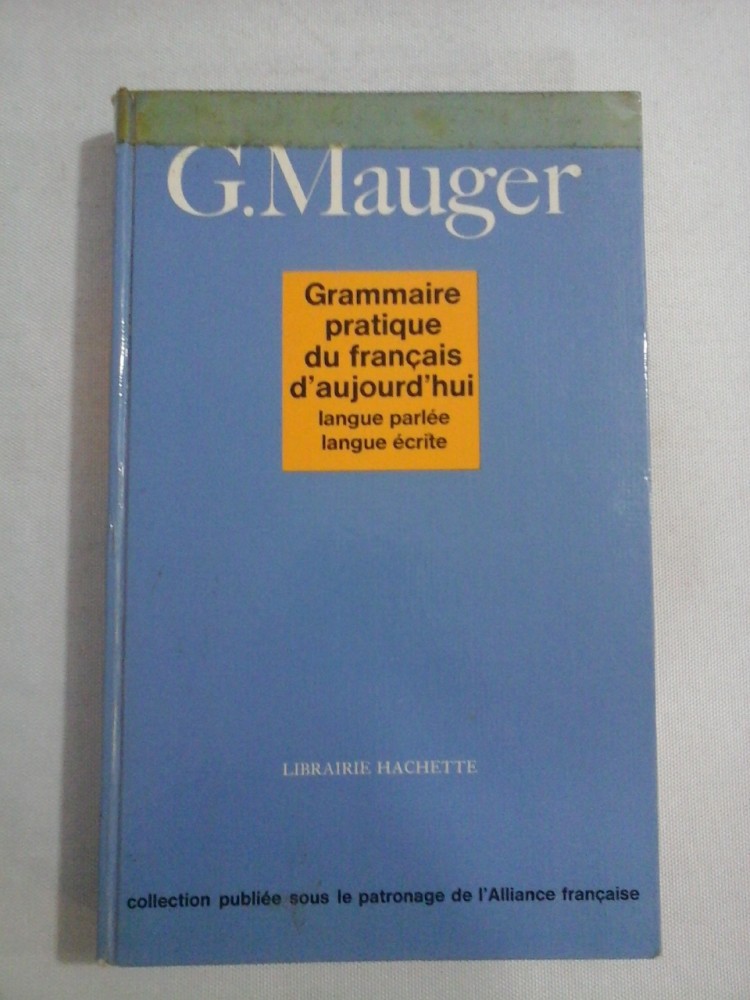 G.Mauger
Grammaire
pratique
du français
d'aujourd'hui
langue parlée
langue écrite
LIBRAIRIE HACHETTE
collection publiée sous le patronage de l'Alliance française